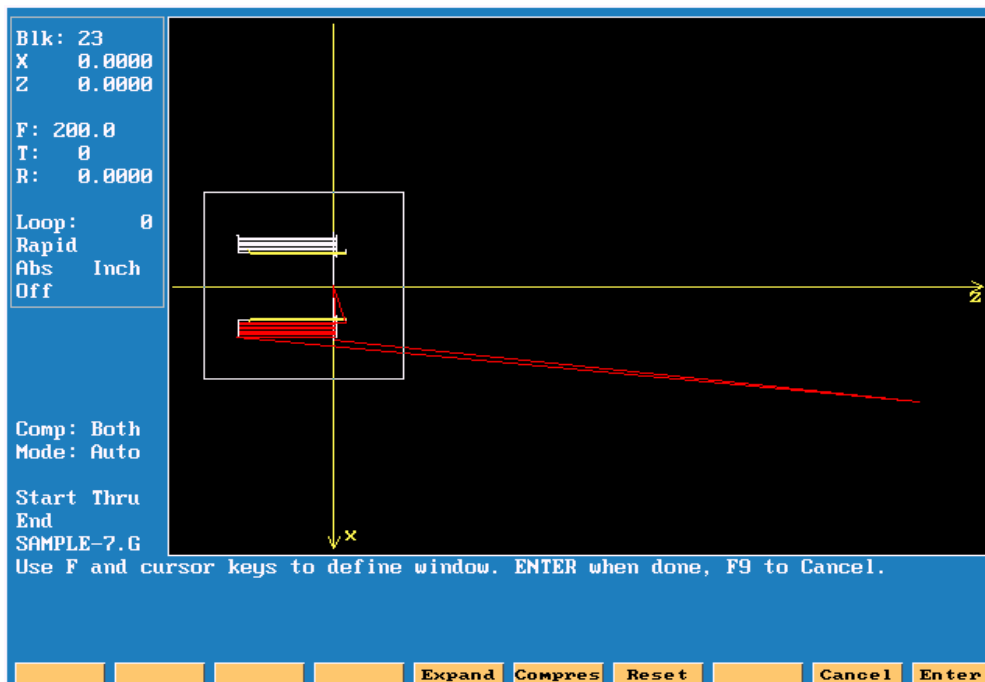 Blk: 23
X 0.0000
Z 0.0000
F: 200.0
T: 0
R: 0.0000
Loop: 0
Rapid
Abs Inch
Off
Comp: Both
Mode: Auto
Start Thru
End
SAMPLE-7.G
Z
X
Use F and cursor keys to define window. ENTER when done, F9 to Cancel.
Expand Compres Reset Cancel Enter